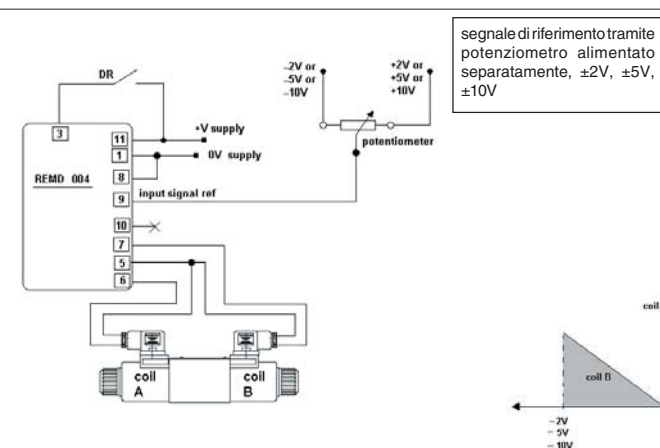 segnale di riferimento tramite
potenziometro alimentato
separatamente, ±2V, ±5V,
±10V
–2V or
–5V or
–10V
+2V or
+5V or
+10V
DR
3
11
+V supply
potentiometer
1
0V supply
REMD 004
8
9
input signal ref
10
7
5
6
coil
A
coil
B
coil
coil B
–2V
– 5V
– 10V